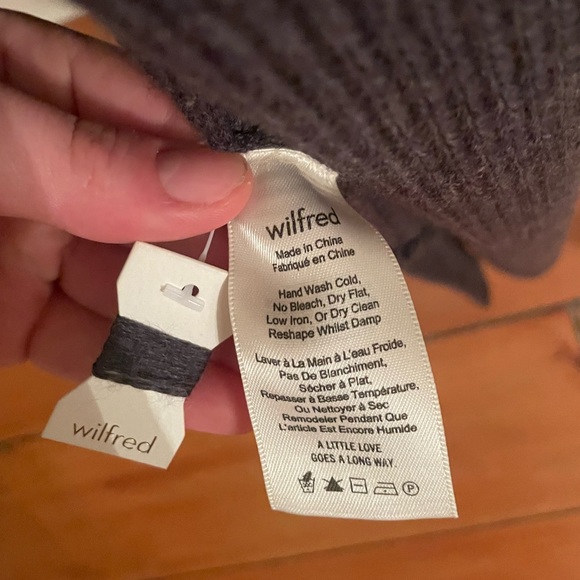 wilfred
Made in China
Fabriqué en Chine
Hand Wash Cold,
No Bleach, Dry Flat,
Low Iron, Or Dry Clean
Reshape Whilst Damp
Laver à La Main à L'eau Froide,
Pas De Blanchiment,
Sécher à Plat,
Repasser à Basse Température,
Ou Nettoyer à Sec
Remodeler Pendant Que
L'article Est Encore Humide
A LITTLE LOVE
GOES A LONG WAY.
P
wilfred